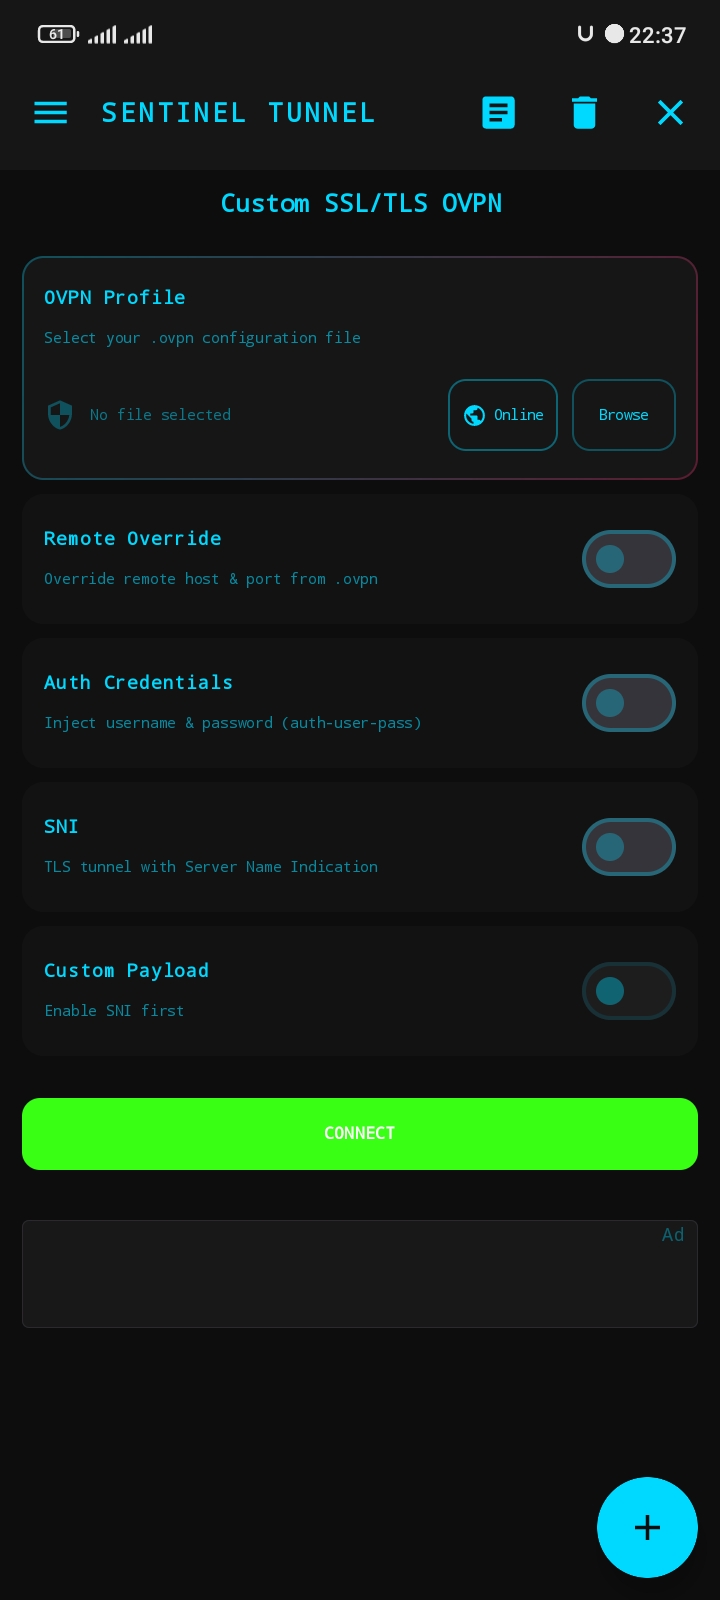 61
22:37
SENTINEL TUNNEL
Custom SSL/TLS OVPN
OVPN Profile
Select your .ovpn configuration file
No file selected
Online
Browse
Remote Override
Override remote host & port from .ovpn
Auth Credentials
Inject username & password (auth-user-pass)
SNI
TLS tunnel with Server Name Indication
Custom Payload
Enable SNI first
CONNECT
Ad